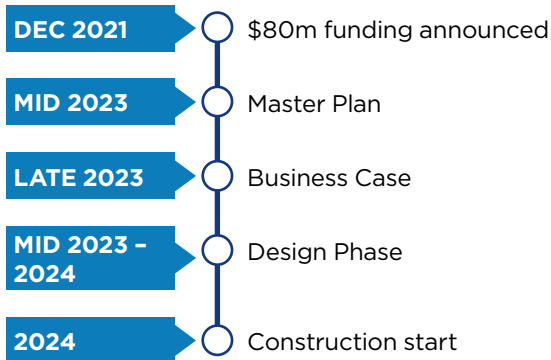 DEC 2021
$80m funding announced
MID 2023
Master Plan
LATE 2023
Business Case
MID 2023 –
2024
Design Phase
2024
Construction start